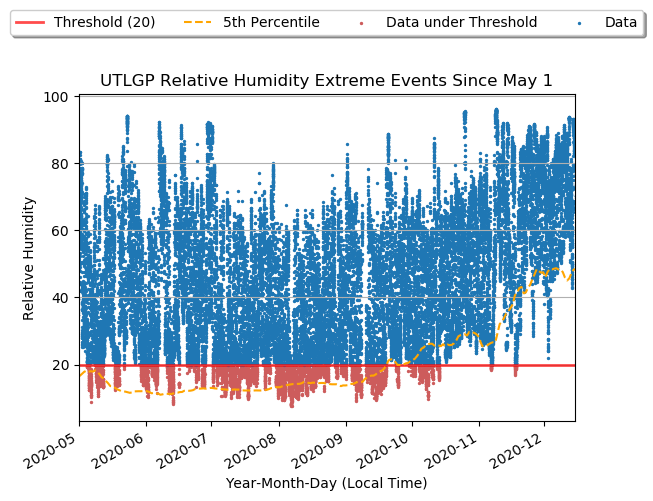 Threshold (20) 5th Percentile Data under Threshold Data
UTLGP Relative Humidity Extreme Events Since May 1
100
80
60
40
20
Relative Humidity
2020-05 2020-06 2020-07 2020-08 2020-09 2020-10 2020-11 2020-12
Year-Month-Day (Local Time)